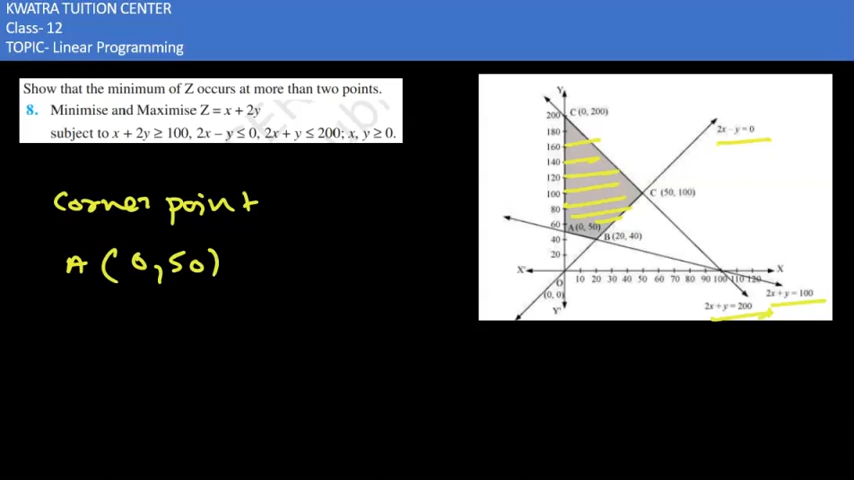 KWATRA TUITION CENTER
Class- 12
TOPIC- Linear Programming
Show that the minimum of Z occurs at more than two points.
8. Minimise and Maximise Z = x + 2y
subject to x + 2y ≥ 100, 2x – y ≤ 0, 2x + y ≤ 200; x, y ≥ 0.
Corner point
A (0,50)
Y
C (0, 200)
200
180
160
140
120
100
80
60
40
20
2x – y = 0
C (50, 100)
A(0, 50)
B (20, 40)
X'
X
O
10 20 30 40 50 60 70 80 90 100 110 120
(0, 0)
Y'
2x + y = 100
2x + y = 200